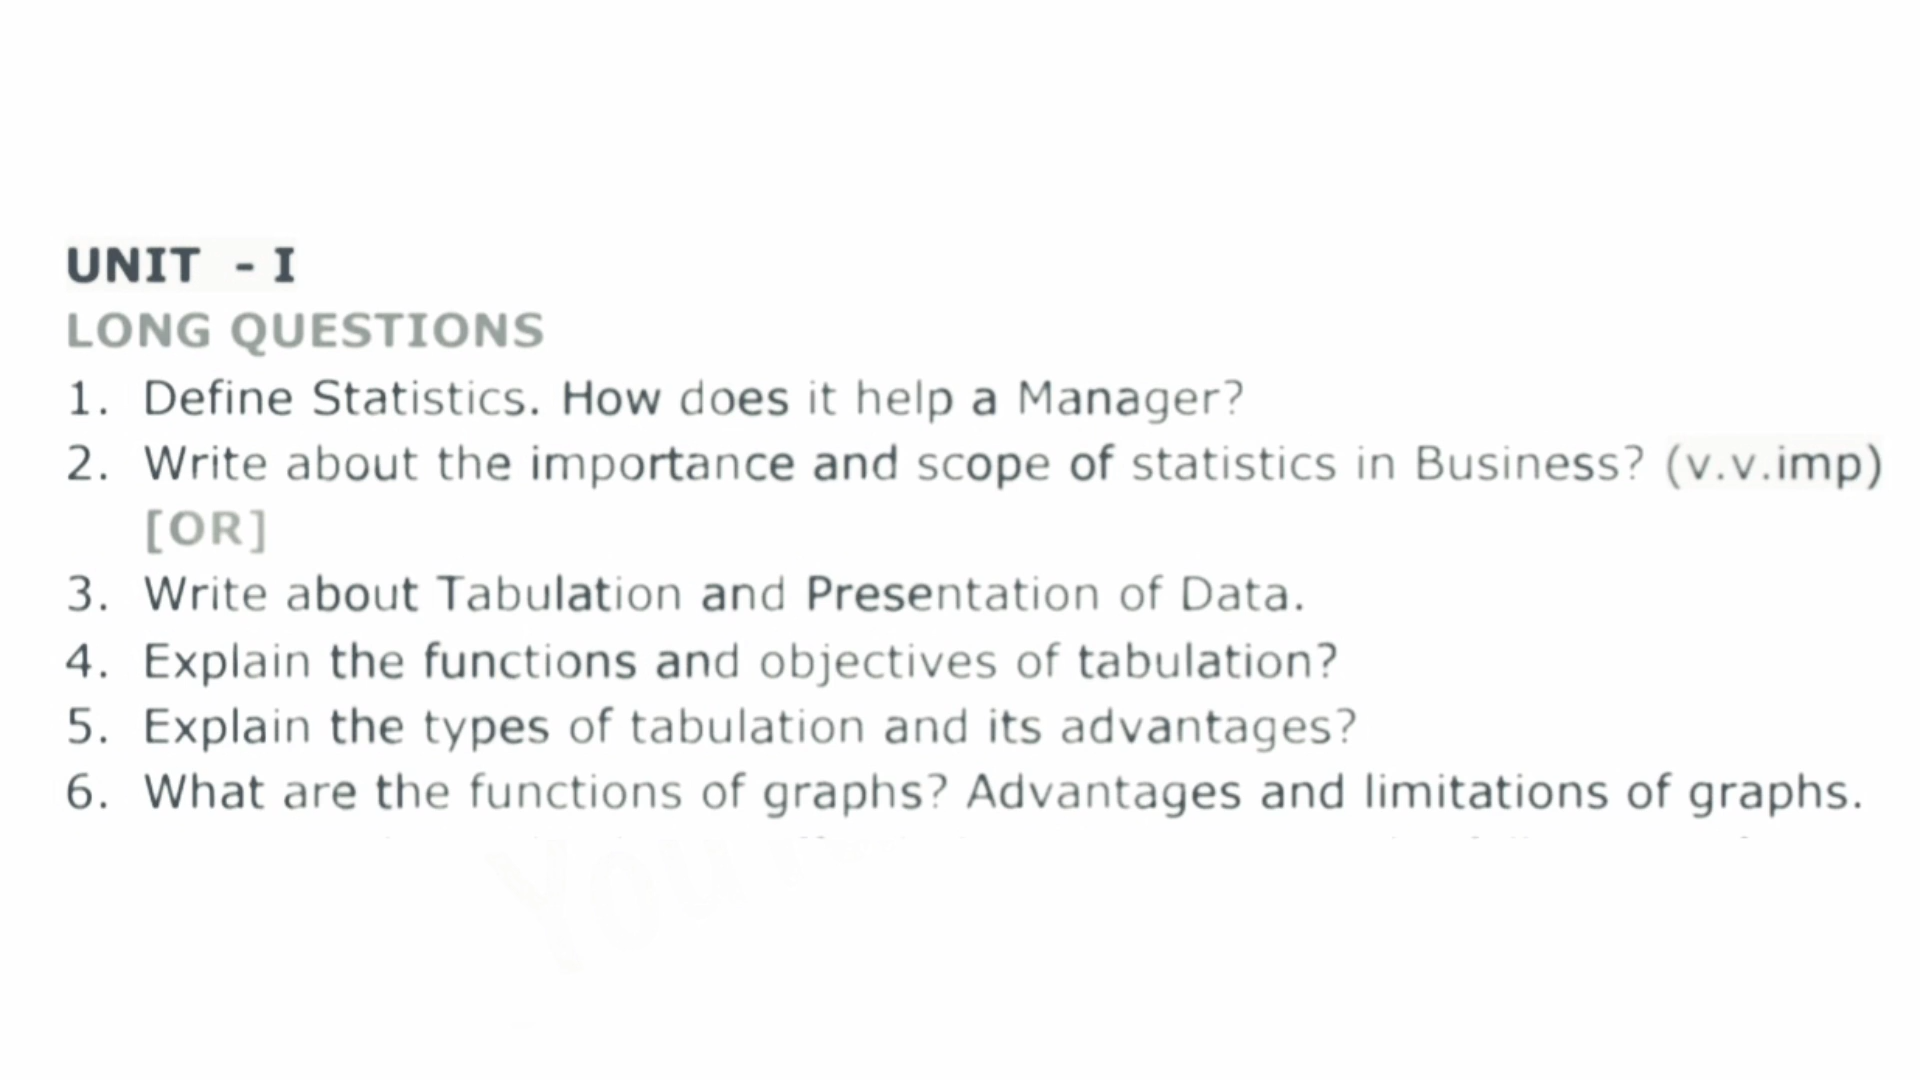 UNIT - I
LONG QUESTIONS
1. Define Statistics. How does it help a Manager?
2. Write about the importance and scope of statistics in Business? (v.v.imp)
[OR]
3. Write about Tabulation and Presentation of Data.
4. Explain the functions and objectives of tabulation?
5. Explain the types of tabulation and its advantages?
6. What are the functions of graphs? Advantages and limitations of graphs.
You